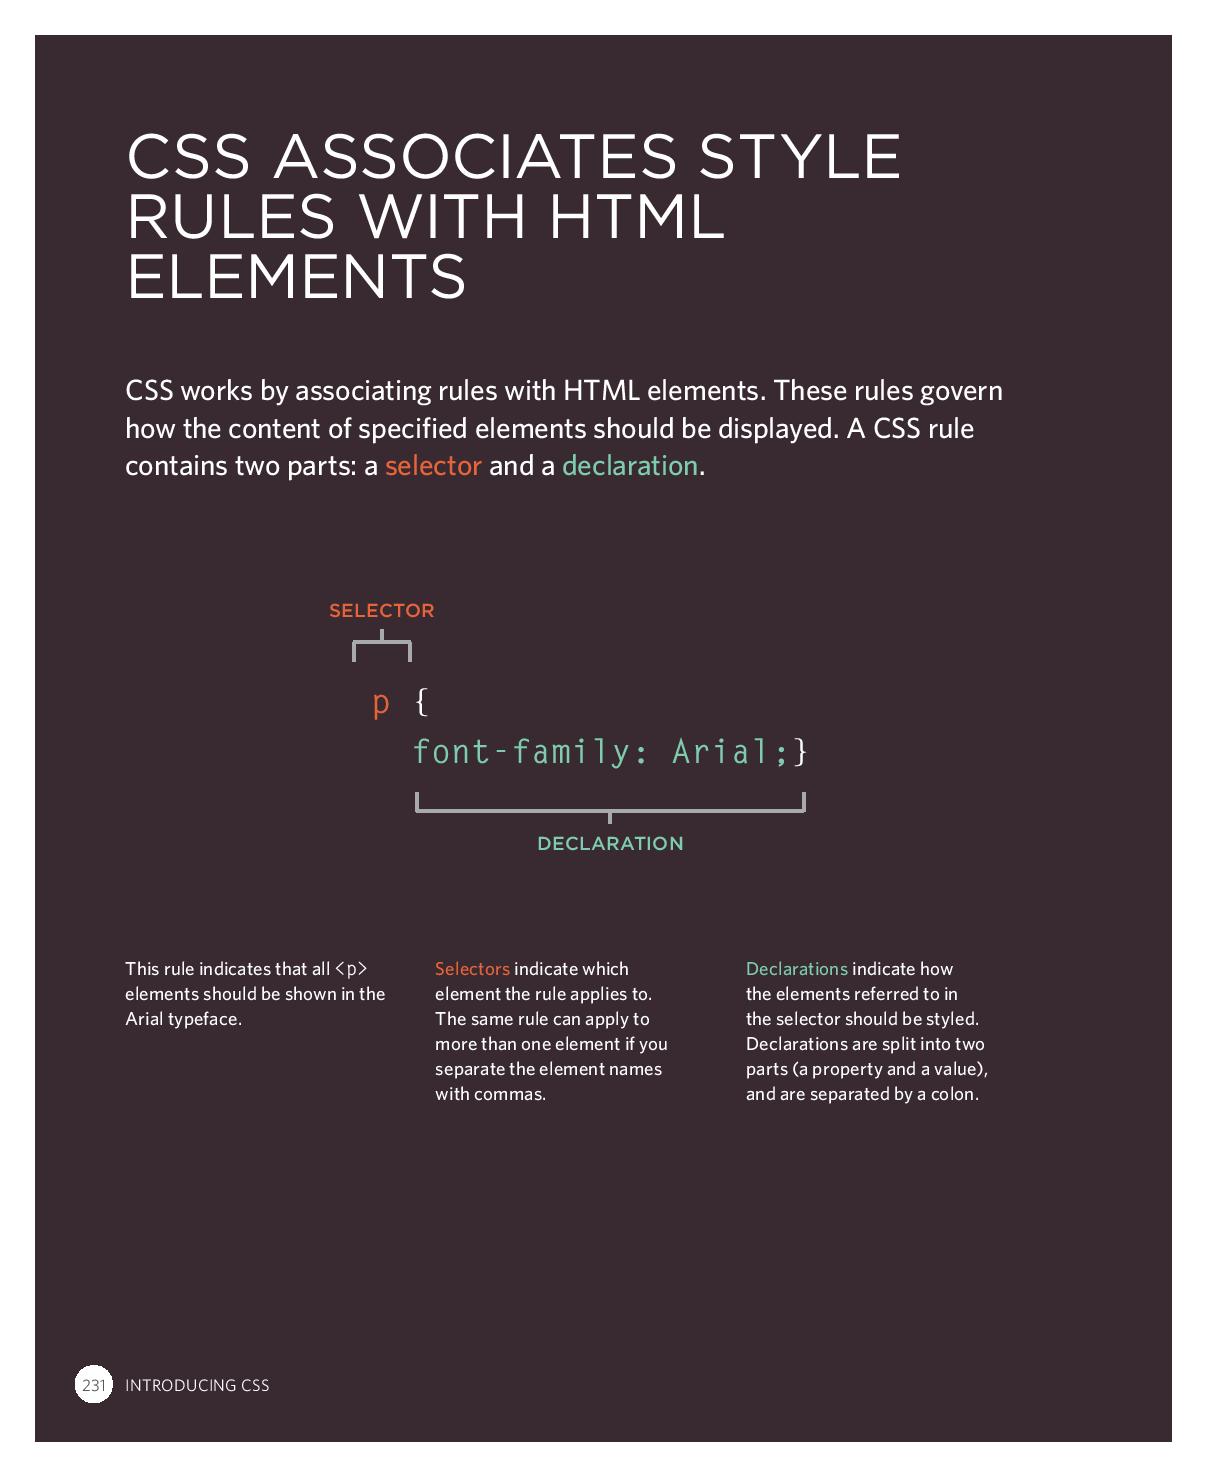 CSS ASSOCIATES STYLE
RULES WITH HTML
ELEMENTS
CSS works by associating rules with HTML elements. These rules govern
how the content of specified elements should be displayed. A CSS rule
contains two parts: a selector and a declaration.
SELECTOR
p {
font-family: Arial;}
DECLARATION
This rule indicates that all <p>
elements should be shown in the
Arial typeface.
Selectors indicate which
element the rule applies to.
The same rule can apply to
more than one element if you
separate the element names
with commas.
Declarations indicate how
the elements referred to in
the selector should be styled.
Declarations are split into two
parts (a property and a value),
and are separated by a colon.
231 INTRODUCING CSS